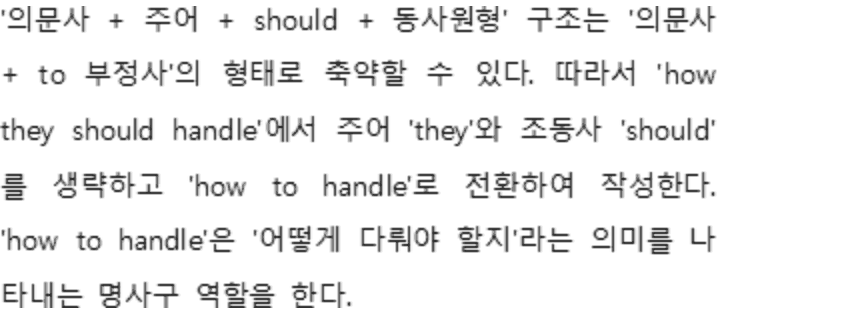 '의문사 + 주어 + should + 동사원형' 구조는 '의문사
+ to 부정사'의 형태로 축약할 수 있다. 따라서 'how
they should handle'에서 주어 'they'와 조동사 'should'
를 생략하고 'how to handle'로 전환하여 작성한다.
'how to handle'은 '어떻게 다뤄야 할지'라는 의미를 나
타내는 명사구 역할을 한다.